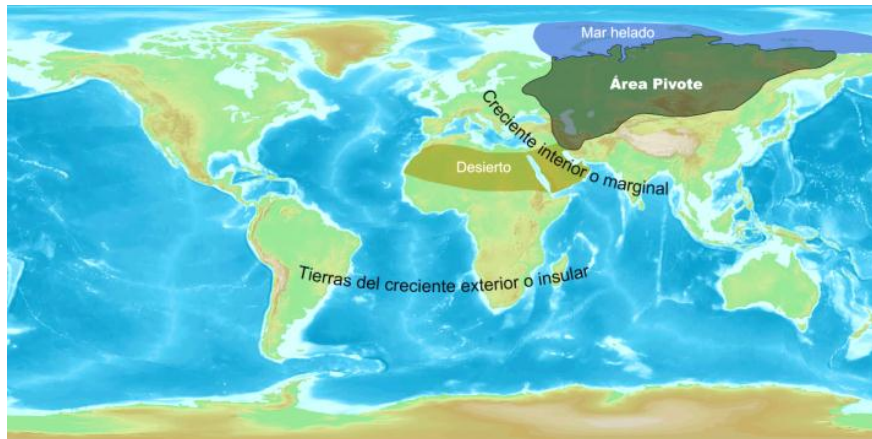 Mar helado
Área Pivote
Creciente interior o marginal
Desierto
Tierras del creciente exterior o insular